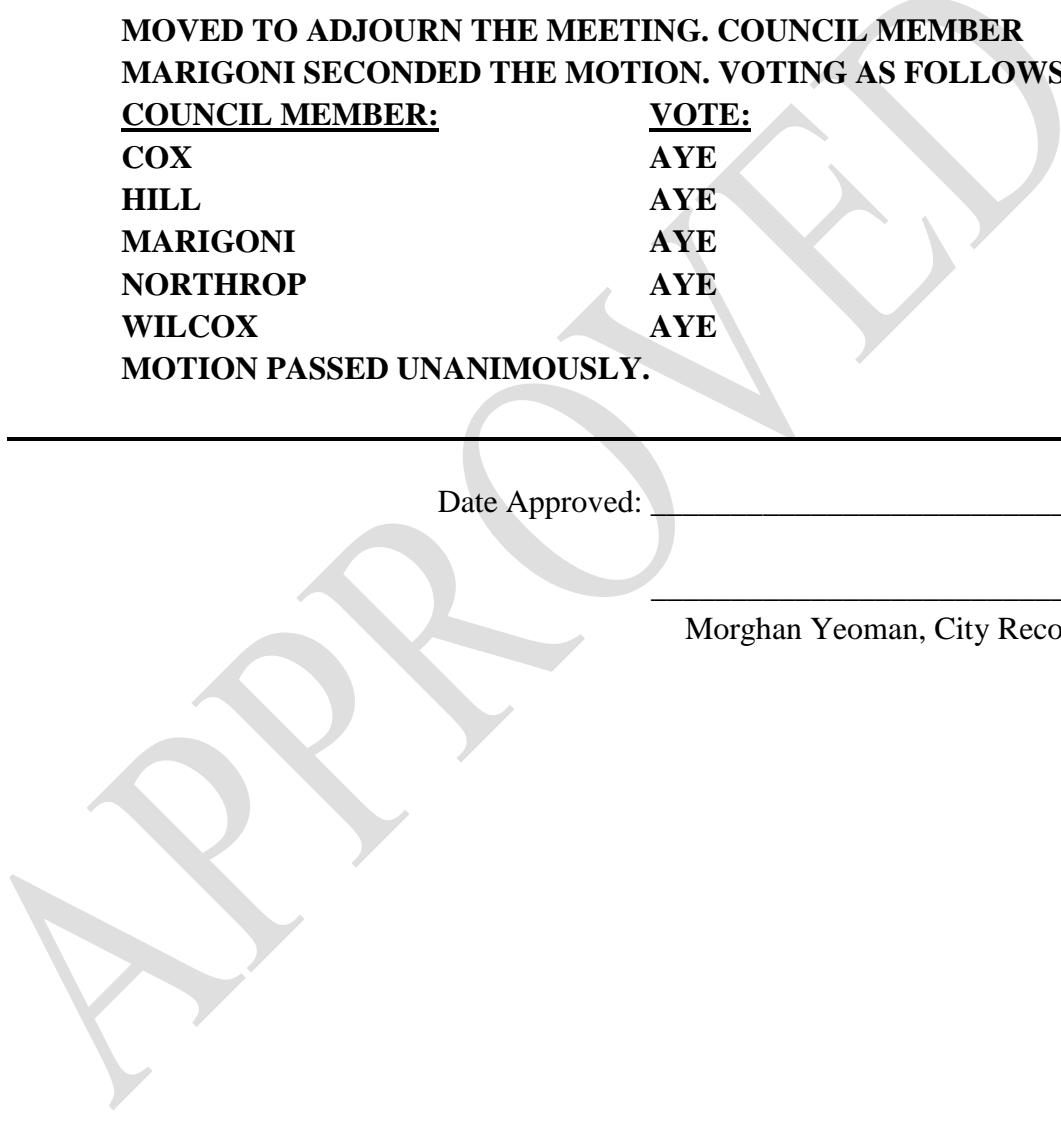 MOVED TO ADJOURN THE MEETING. COUNCIL MEMBER
MARIGONI SECONDED THE MOTION. VOTING AS FOLLOWS
COUNCIL MEMBER: VOTE:
COX AYE
HILL AYE
MARIGONI AYE
NORTHROP AYE
WILCOX AYE
MOTION PASSED UNANIMOUSLY.
Date Approved:
Morghan Yeoman, City Reco
APPROVED